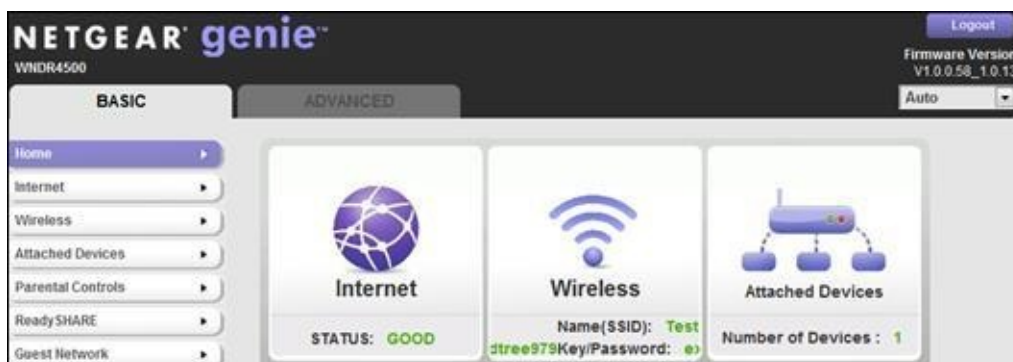 NETGEAR® genie™
Logout
WNDR4500
Firmware Version
V1.0.0.58_1.0.13
BASIC
ADVANCED
Auto
Home
Internet
Wireless
Attached Devices
Parental Controls
ReadySHARE
Guest Network
Internet
STATUS: GOOD
Wireless
Name(SSID): Test
dtree979Key/Password:
Attached Devices
Number of Devices : 1